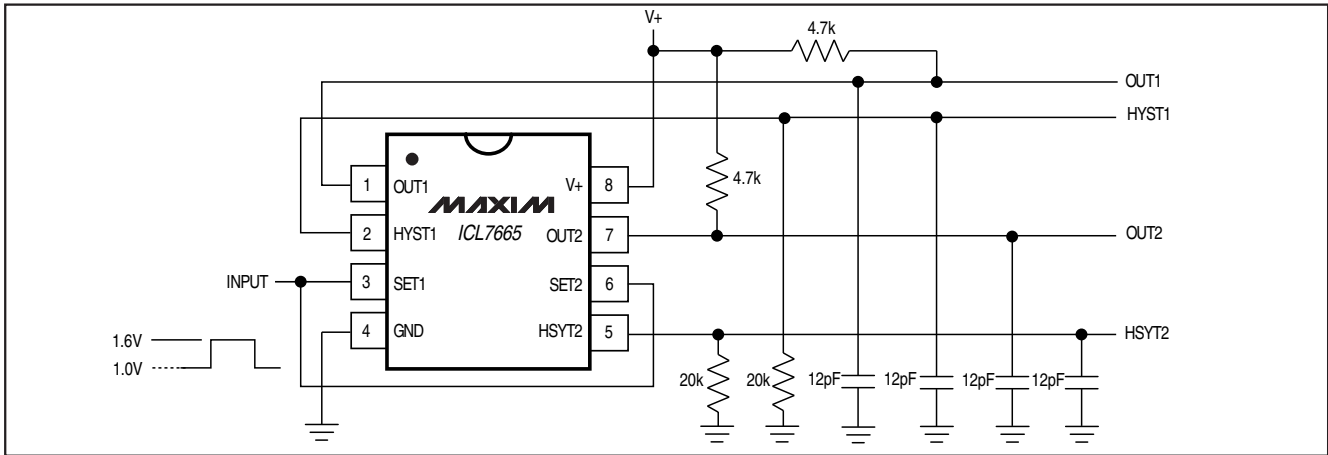 V+
4.7k
OUT1
HYST1
4.7k
1 OUT1
V+ 8
MAXIM
2 HYST1
ICL7665
OUT2 7
OUT2
INPUT
3 SET1
SET2 6
4 GND
HSYT2 5
HSYT2
1.6V
1.0V
20k
20k
12pF
12pF
12pF
12pF